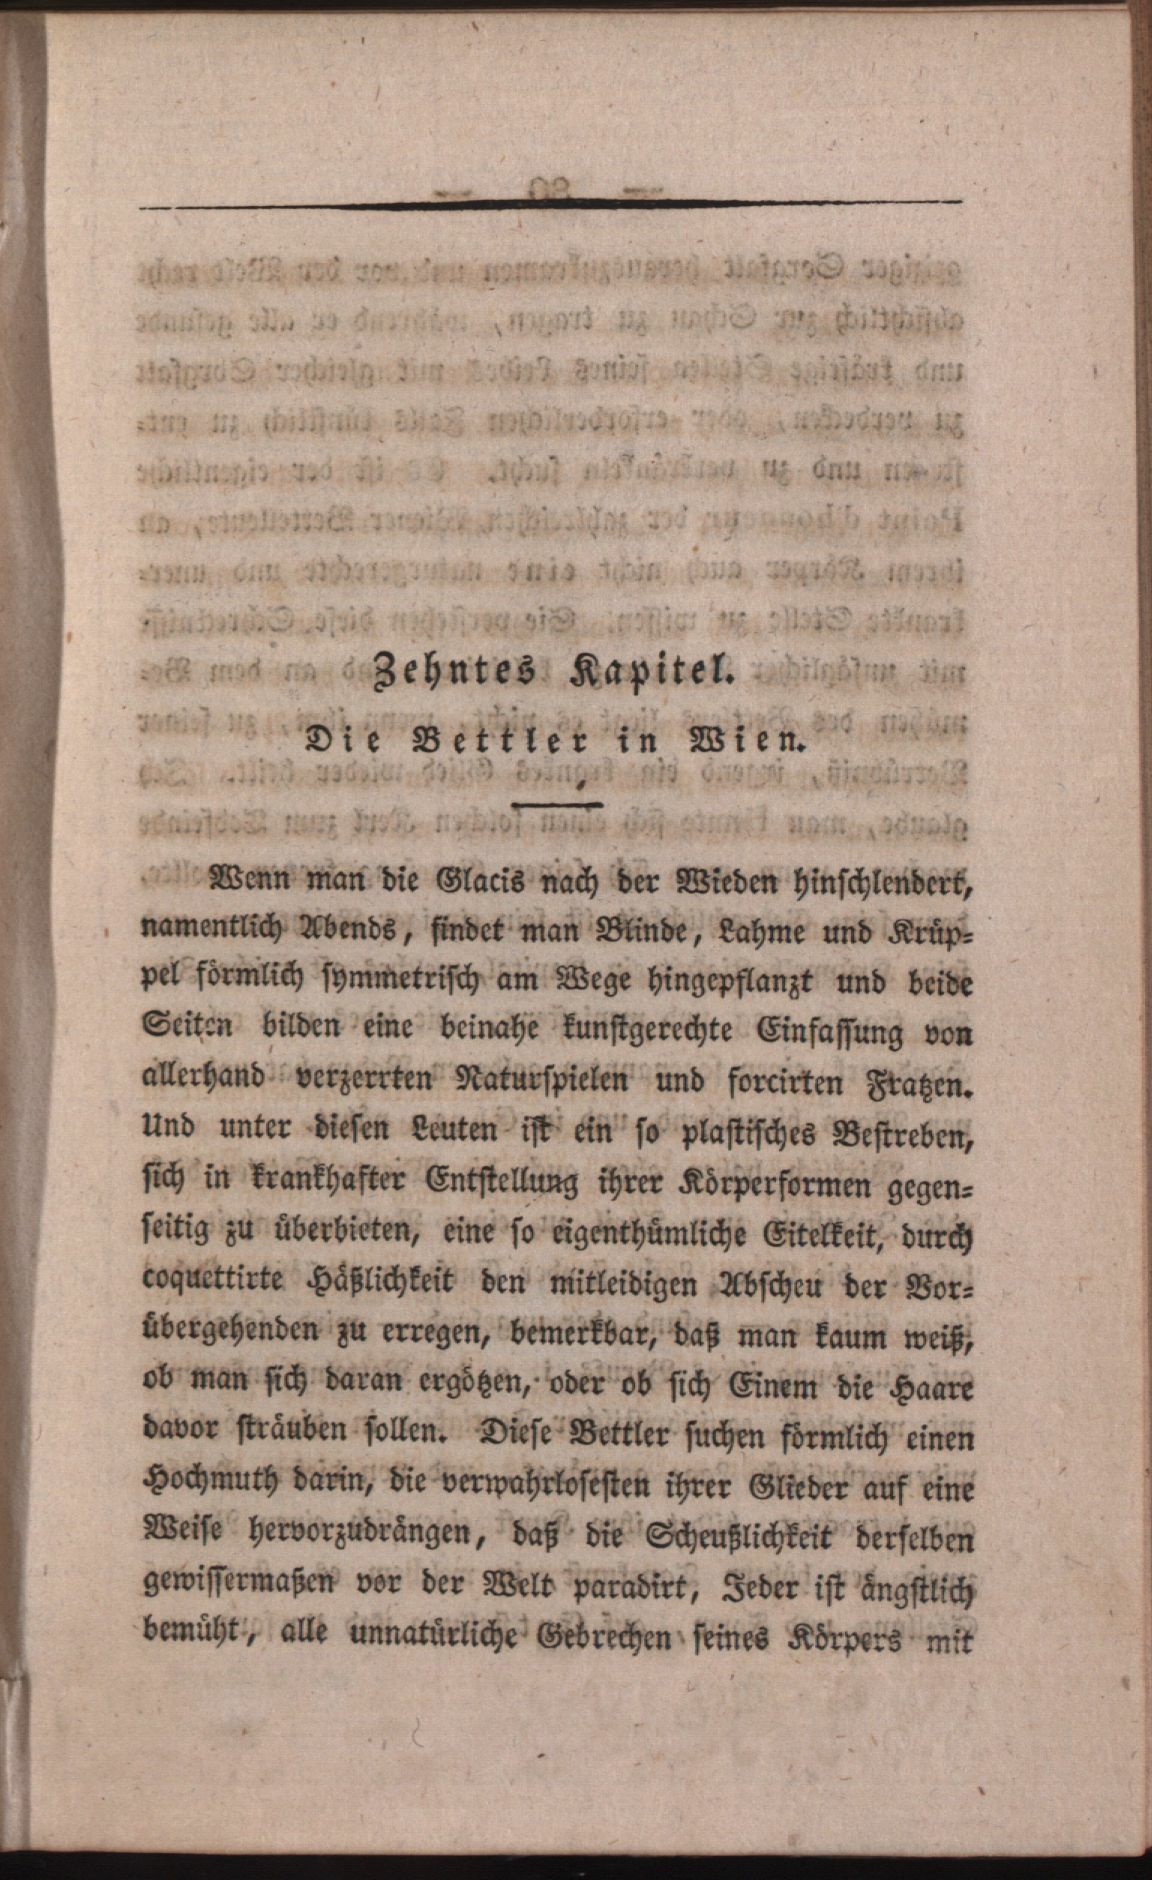 Zehntes Kapitel.
Die Bettler in Wien.
Wenn man die Glacis nach der Wieden hinschlendert,
namentlich Abends, findet man Blinde, Lahme und Krüp-
pel förmlich symmetrisch am Wege hingepflanzt und beide
Seiten bilden eine beinahe kunstgerechte Einfassung von
allerhand verzerrten Naturspielen und forcirten Fratzen.
Und unter diesen Leuten ist ein so plastisches Bestreben,
sich in krankhafter Entstellung ihrer Körperformen gegen-
seitig zu überbieten, eine so eigenthümliche Eitelkeit, durch
coquettirte Häßlichkeit den mitleidigen Abscheu der Vor-
übergehenden zu erregen, bemerkbar, daß man kaum weiß,
ob man sich daran ergötzen, oder ob sich Einem die Haare
davor sträuben sollen. Diese Bettler suchen förmlich einen
Hochmuth darin, die verwahrlosesten ihrer Glieder auf eine
Weise hervorzudrängen, daß die Scheußlichkeit derselben
gewissermaßen vor der Welt paradirt, Jeder ist ängstlich
bemüht, alle unnatürliche Gebrechen seines Körpers mit